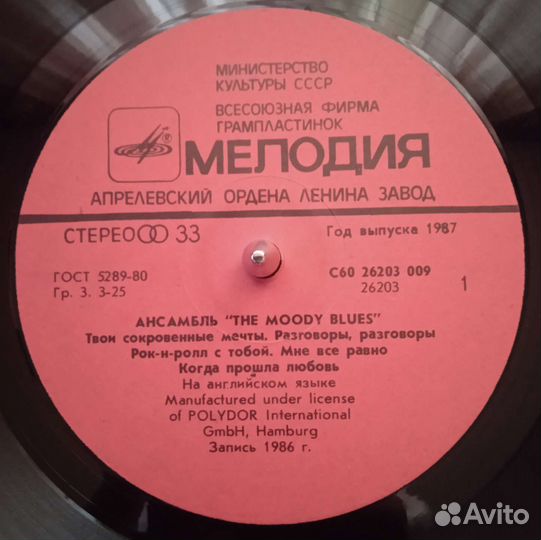 МИНИСТЕРСТВО
КУЛЬТУРЫ СССР
ВСЕСОЮЗНАЯ ФИРМА
ГРАМПЛАСТИНОК
МЕЛОДИЯ
АПРЕЛЕВСКИЙ ОРДЕНА ЛЕНИНА ЗАВОД
СТЕРЕО 33
Год выпуска 1987
ГОСТ 5289-80
Гр. 3. 3-25
С60 26203 009
26203
1
АНСАМБЛЬ "THE MOODY BLUES"
Твои сокровенные мечты. Разговоры, разговоры
Рок-н-ролл с тобой. Мне все равно
Когда прошла любовь
На английском языке
Manufactured under license
of POLYDOR International
GmbH, Hamburg
Запись 1986 г.
Avito